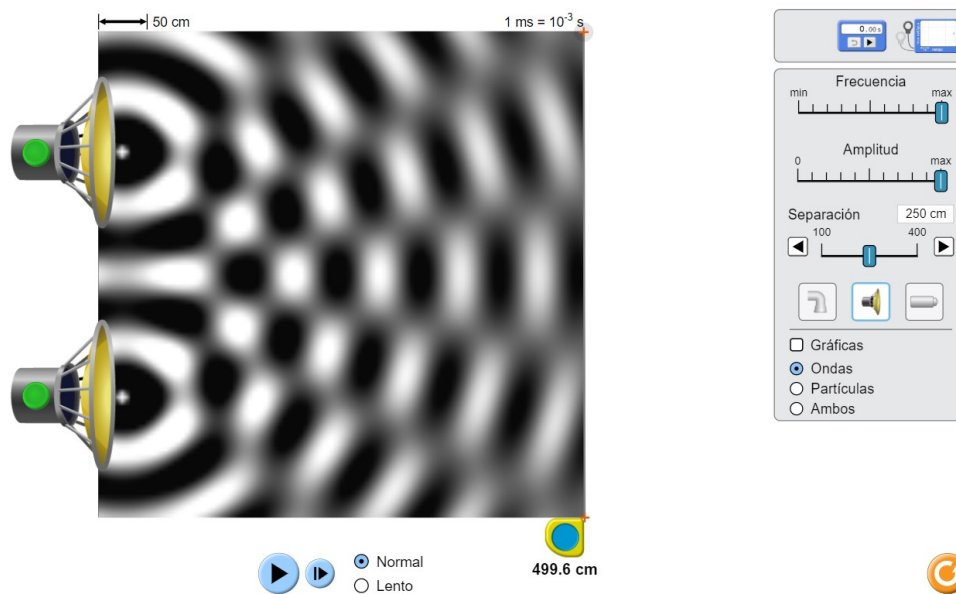 50 cm
1 ms = 10⁻³ s
0.00 s
Frecuencia
min
max
Amplitud
0
max
Separación
250 cm
100
400
Gráficas
Ondas
Partículas
Ambos
Normal
Lento
499.6 cm